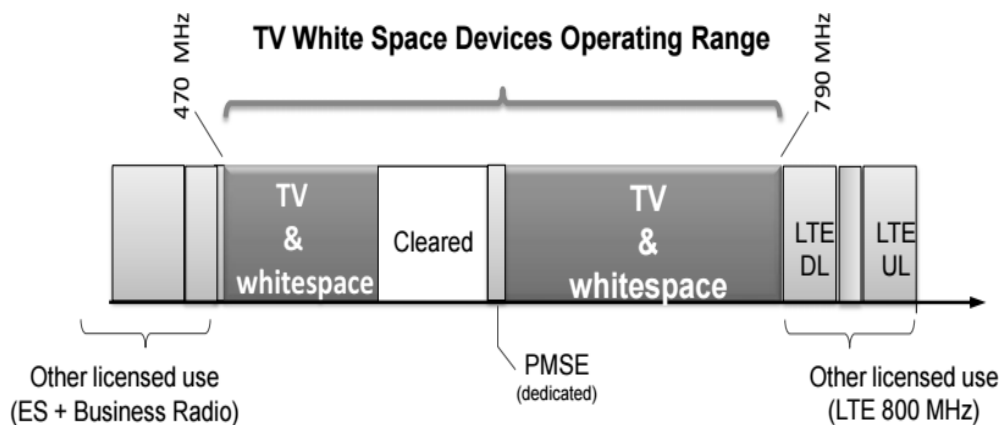 TV White Space Devices Operating Range
470 MHz
790 MHz
TV
&
whitespace
Cleared
TV
&
whitespace
LTE
DL
LTE
UL
Other licensed use
(ES + Business Radio)
PMSE
(dedicated)
Other licensed use
(LTE 800 MHz)